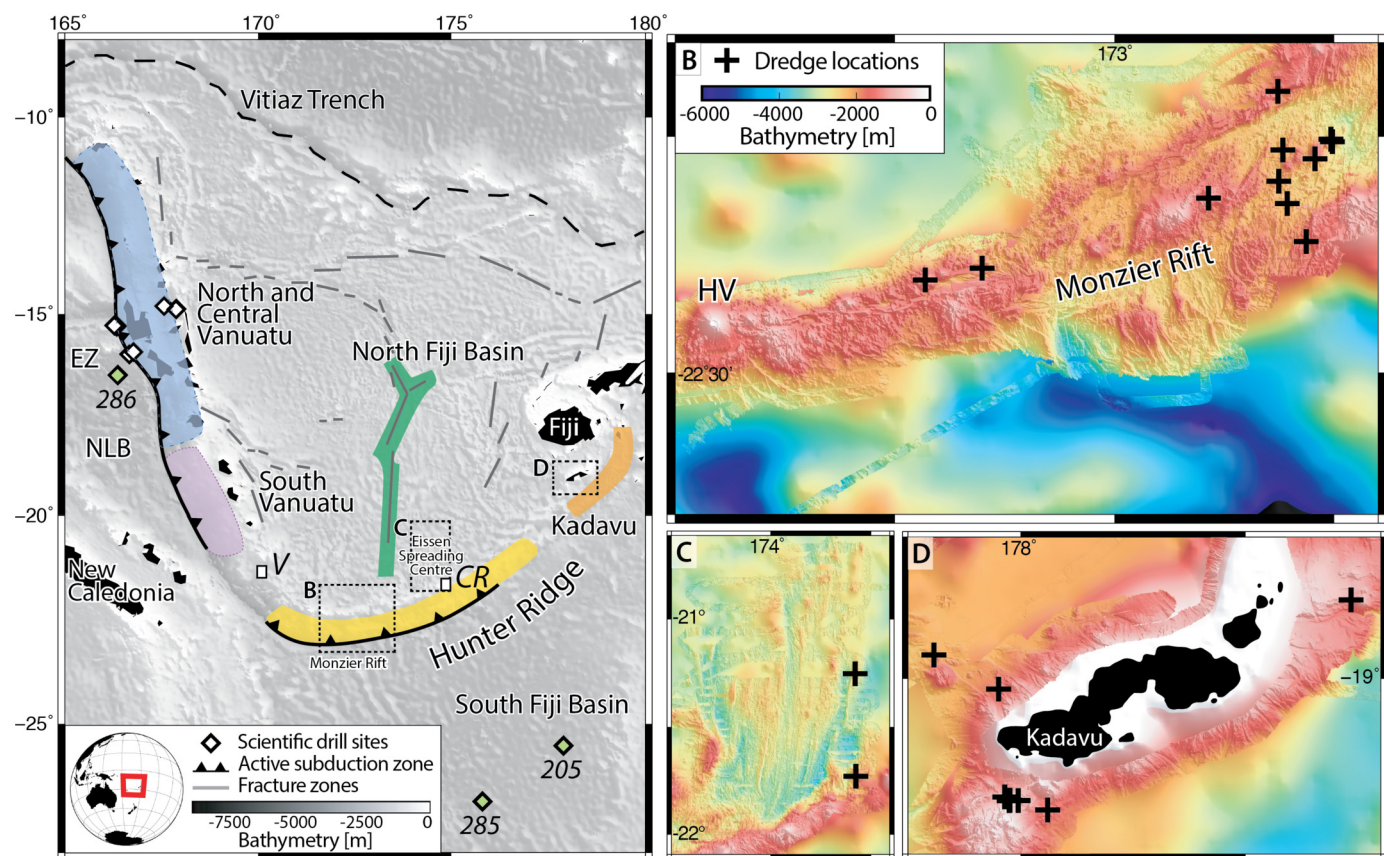 165°
170°
175°
180°
-10°
-15°
-20°
-25°
Vitiaz Trench
North and
Central
Vanuatu
EZ
286
NLB
North Fiji Basin
Fiji
D
Kadavu
South
Vanuatu
C
Eissen
Spreading
Centre
New
Caledonia
V
B
CR
Monzier Rift
Hunter Ridge
South Fiji Basin
205
285
Scientific drill sites
Active subduction zone
Fracture zones
-7500 -5000 -2500 0
Bathymetry [m]
B
Dredge locations
-6000 -4000 -2000 0
Bathymetry [m]
173°
HV
Monzier Rift
-22°30'
C
174°
-21°
-22°
D
178°
-19°
Kadavu